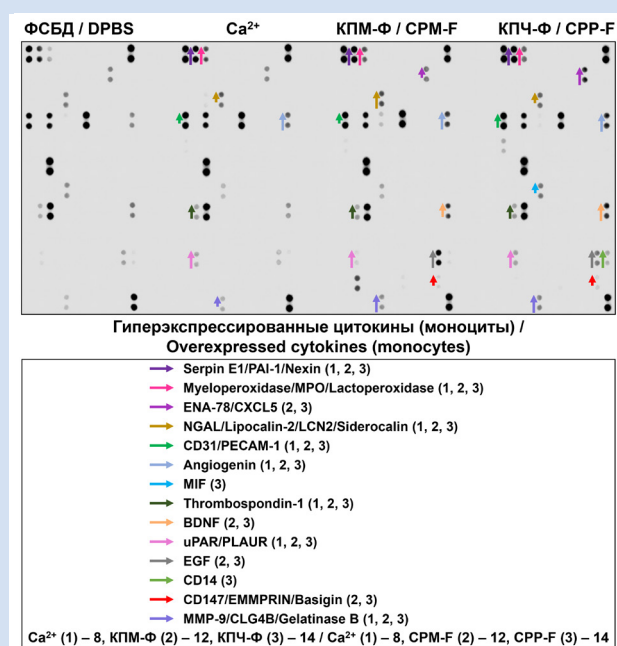 ФСБД / DPBS Ca²⁺ КПМ-Ф / CPM-F КПЧ-Ф / CPP-F
Гиперэкспрессированные цитокины (моноциты) /
Overexpressed cytokines (monocytes)
Serpin E1/PAI-1/Nexin (1, 2, 3)
Myeloperoxidase/MPO/Lactoperoxidase (1, 2, 3)
ENA-78/CXCL5 (2, 3)
NGAL/Lipocalin-2/LCN2/Siderocalin (1, 2, 3)
CD31/PECAM-1 (1, 2, 3)
Angiogenin (1, 2, 3)
MIF (3)
Thrombospondin-1 (1, 2, 3)
BDNF (2, 3)
uPAR/PLAUR (1, 2, 3)
EGF (2, 3)
CD14 (3)
CD147/EMMPRIN/Basigin (2, 3)
MMP-9/CLG4B/Gelatinase B (1, 2, 3)
Ca²⁺ (1) – 8, КПМ-Ф (2) – 12, КПЧ-Ф (3) – 14 / Ca²⁺ (1) – 8, CPM-F (2) – 12, CPP-F (3) – 14